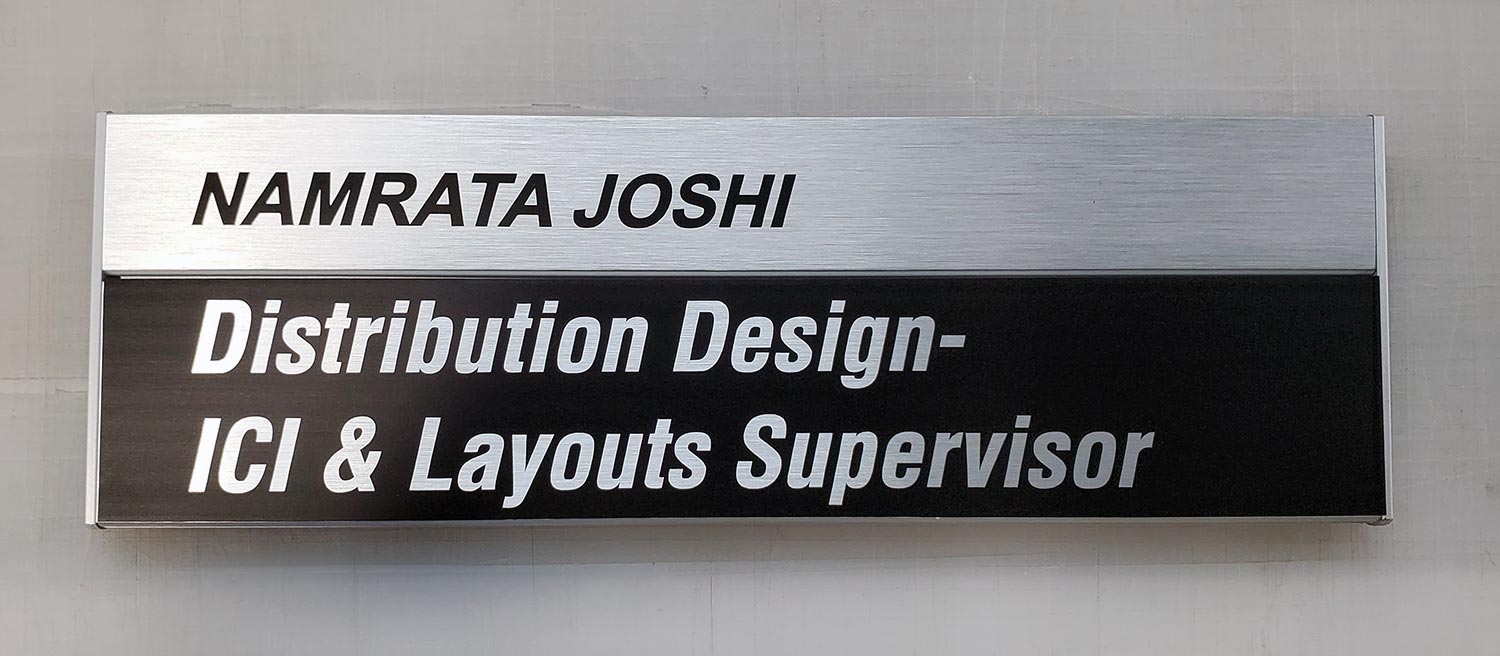 NAMRATA JOSHI
Distribution Design-
ICI & Layouts Supervisor